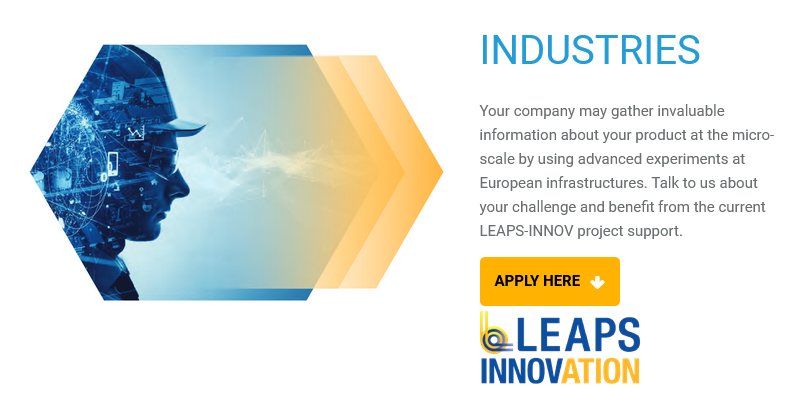 INDUSTRIES
Your company may gather invaluable
information about your product at the micro-
scale by using advanced experiments at
European infrastructures. Talk to us about
your challenge and benefit from the current
LEAPS-INNOV project support.
APPLY HERE
LEAPS
INNOVATION